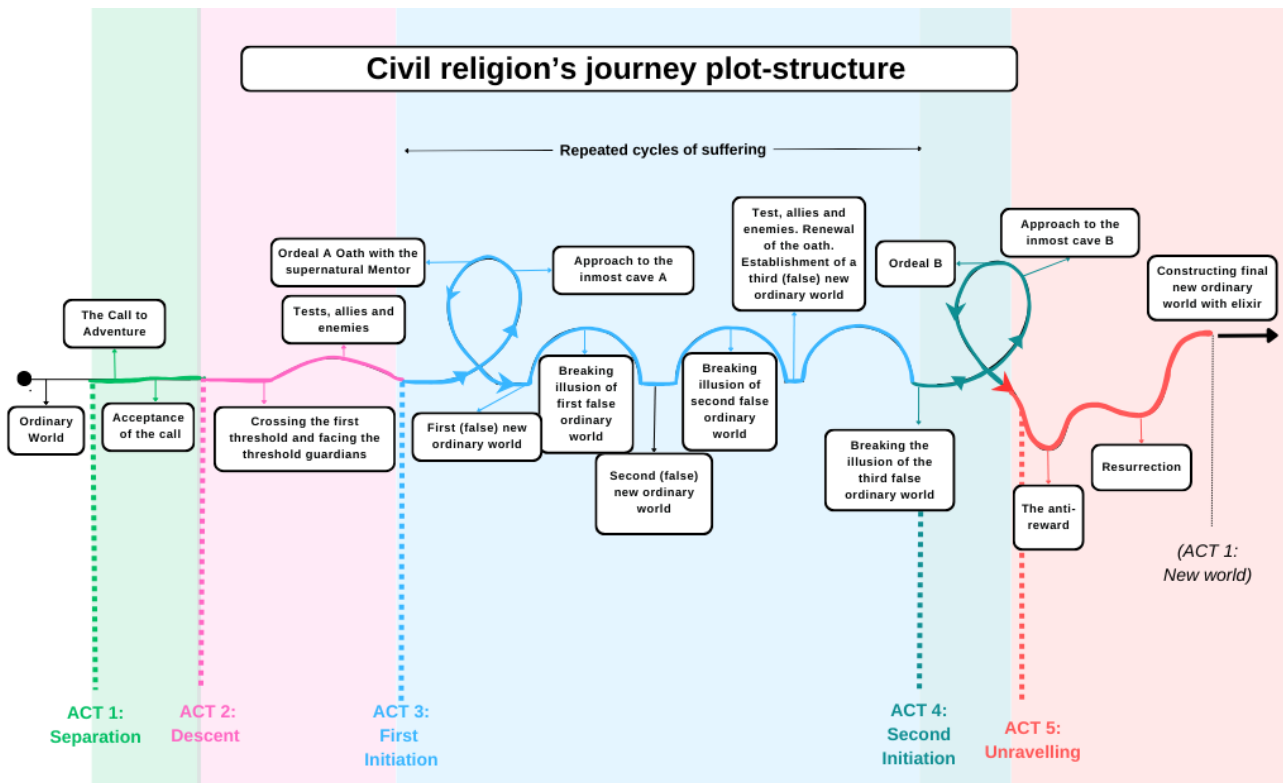 Civil religion's journey plot-structure
Repeated cycles of suffering
Ordinary
World
The Call to
Adventure
Acceptance
of the call
Crossing the first
threshold and facing the
threshold guardians
Tests, allies and
enemies
Ordeal A Oath with the
supernatural Mentor
Approach to the
inmost cave A
First (false) new
ordinary world
Breaking
illusion of
first false
ordinary
world
Second (false)
new ordinary
world
Breaking
illusion of
second false
ordinary
world
Test, allies and
enemies. Renewal
of the oath.
Establishment of a
third (false) new
ordinary world
Breaking the
illusion of the
third false
ordinary world
Ordeal B
Approach to the
inmost cave B
The anti-
reward
Resurrection
Constructing final
new ordinary
world with elixir
(ACT 1:
New world)
ACT 1:
Separation
ACT 2:
Descent
ACT 3:
First
Initiation
ACT 4:
Second
Initiation
ACT 5:
Unravelling